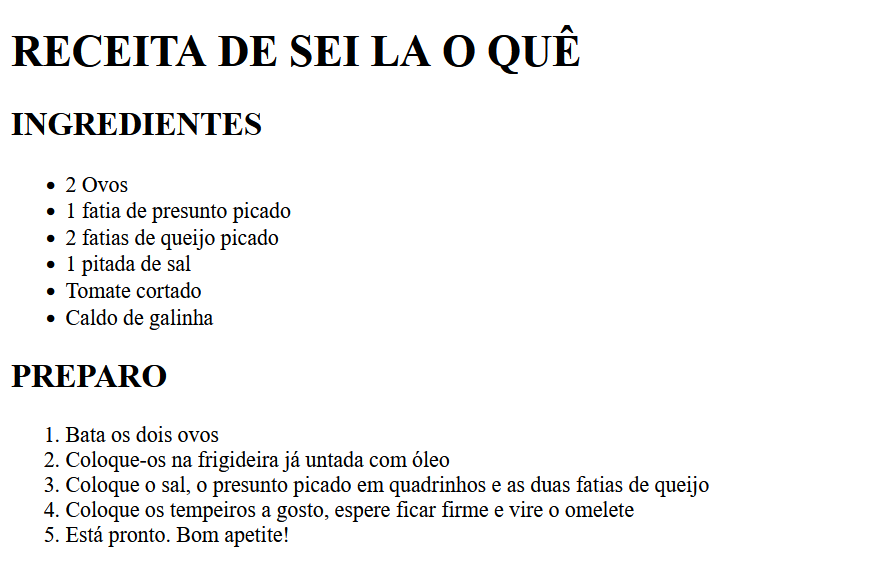 RECEITA DE SEI LA O QUÊ
INGREDIENTES
• 2 Ovos
• 1 fatia de presunto picado
• 2 fatias de queijo picado
• 1 pitada de sal
• Tomate cortado
• Caldo de galinha
PREPARO
1. Bata os dois ovos
2. Coloque-os na frigideira já untada com óleo
3. Coloque o sal, o presunto picado em quadrinhos e as duas fatias de queijo
4. Coloque os tempeiros a gosto, espere ficar firme e vire o omelete
5. Está pronto. Bom apetite!